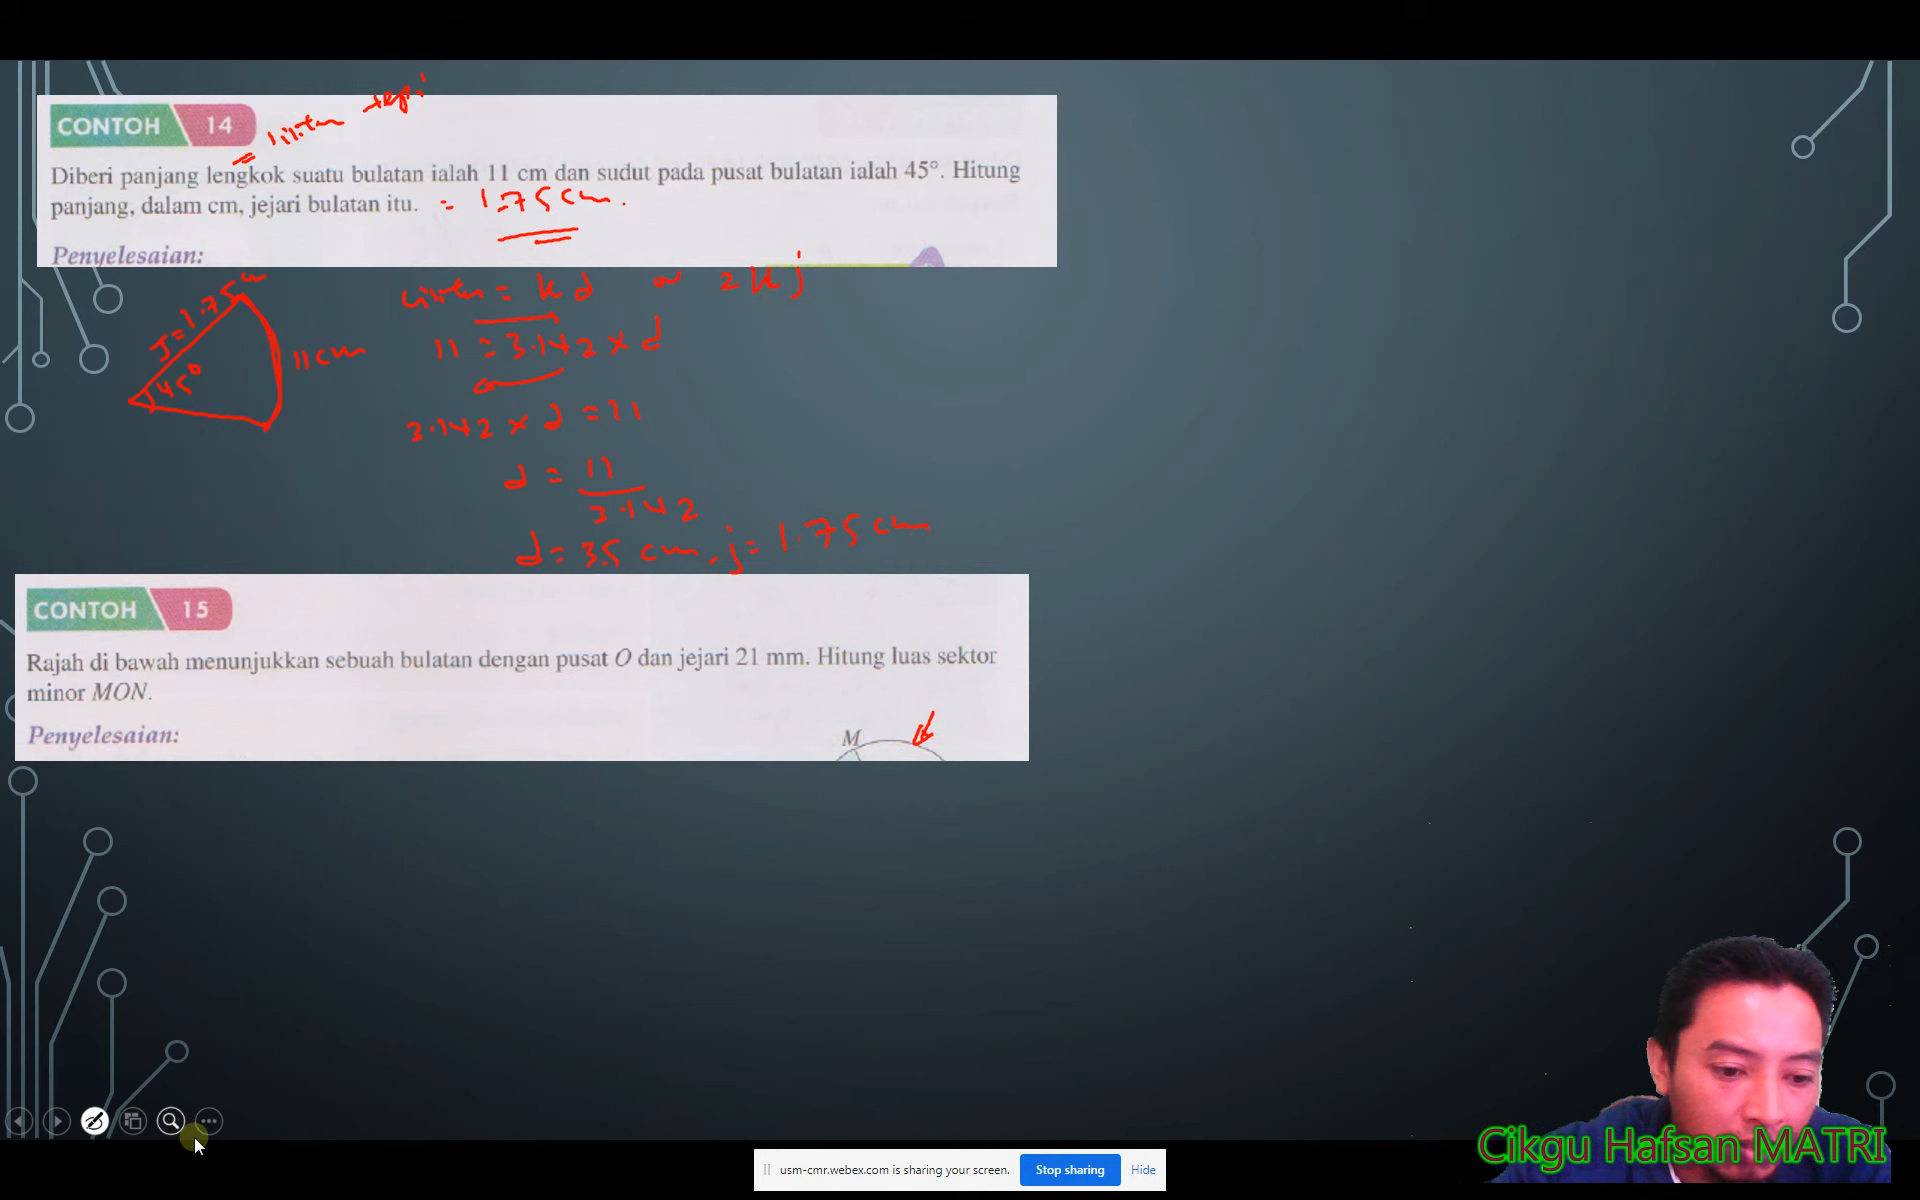 CONTOH 14
lilitan tepi
Diberi panjang lengkok suatu bulatan ialah 11 cm dan sudut pada pusat bulatan ialah 45°. Hitung
panjang, dalam cm, jejari bulatan itu. = 1.75 cm.
Penyelesaian:
J = 1.75 cm
45°
11 cm
lilitan = π d or 2 π j
11 = 3.142 × d
3.142 × d = 11
d = 11
3.142
d = 3.5 cm, j = 1.75 cm
CONTOH 15
Rajah di bawah menunjukkan sebuah bulatan dengan pusat O dan jejari 21 mm. Hitung luas sektor
minor MON.
Penyelesaian:
M
Cikgu Hafsan MATRI
usm-cmr.webex.com is sharing your screen. Stop sharing Hide